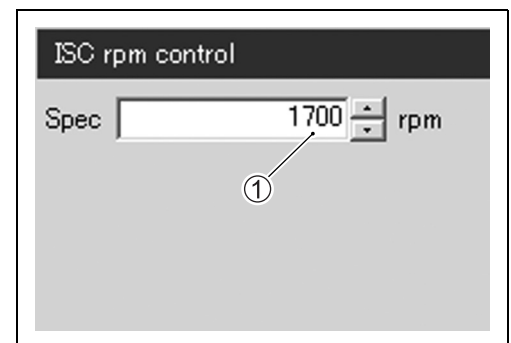 ISC rpm control
Spec 1700 rpm
①